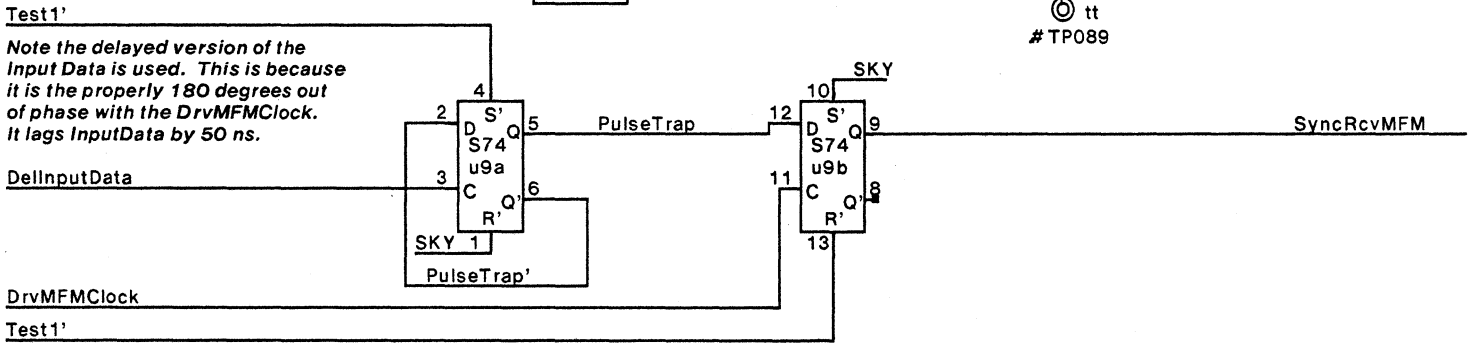 Test1'
tt
# TP089
Note the delayed version of the
Input Data is used. This is because
it is the properly 180 degrees out
of phase with the DrvMFMClock.
It lags InputData by 50 ns.
SKY
4
10
S'
S'
2
D
Q
5
PulseTrap
12
D
Q
9
SyncRcvMFM
S74
S74
u9a
u9b
DelInputData
3
C
Q'
6
11
C
Q'
8
R'
R'
SKY
1
13
PulseTrap'
DrvMFMClock
Test1'